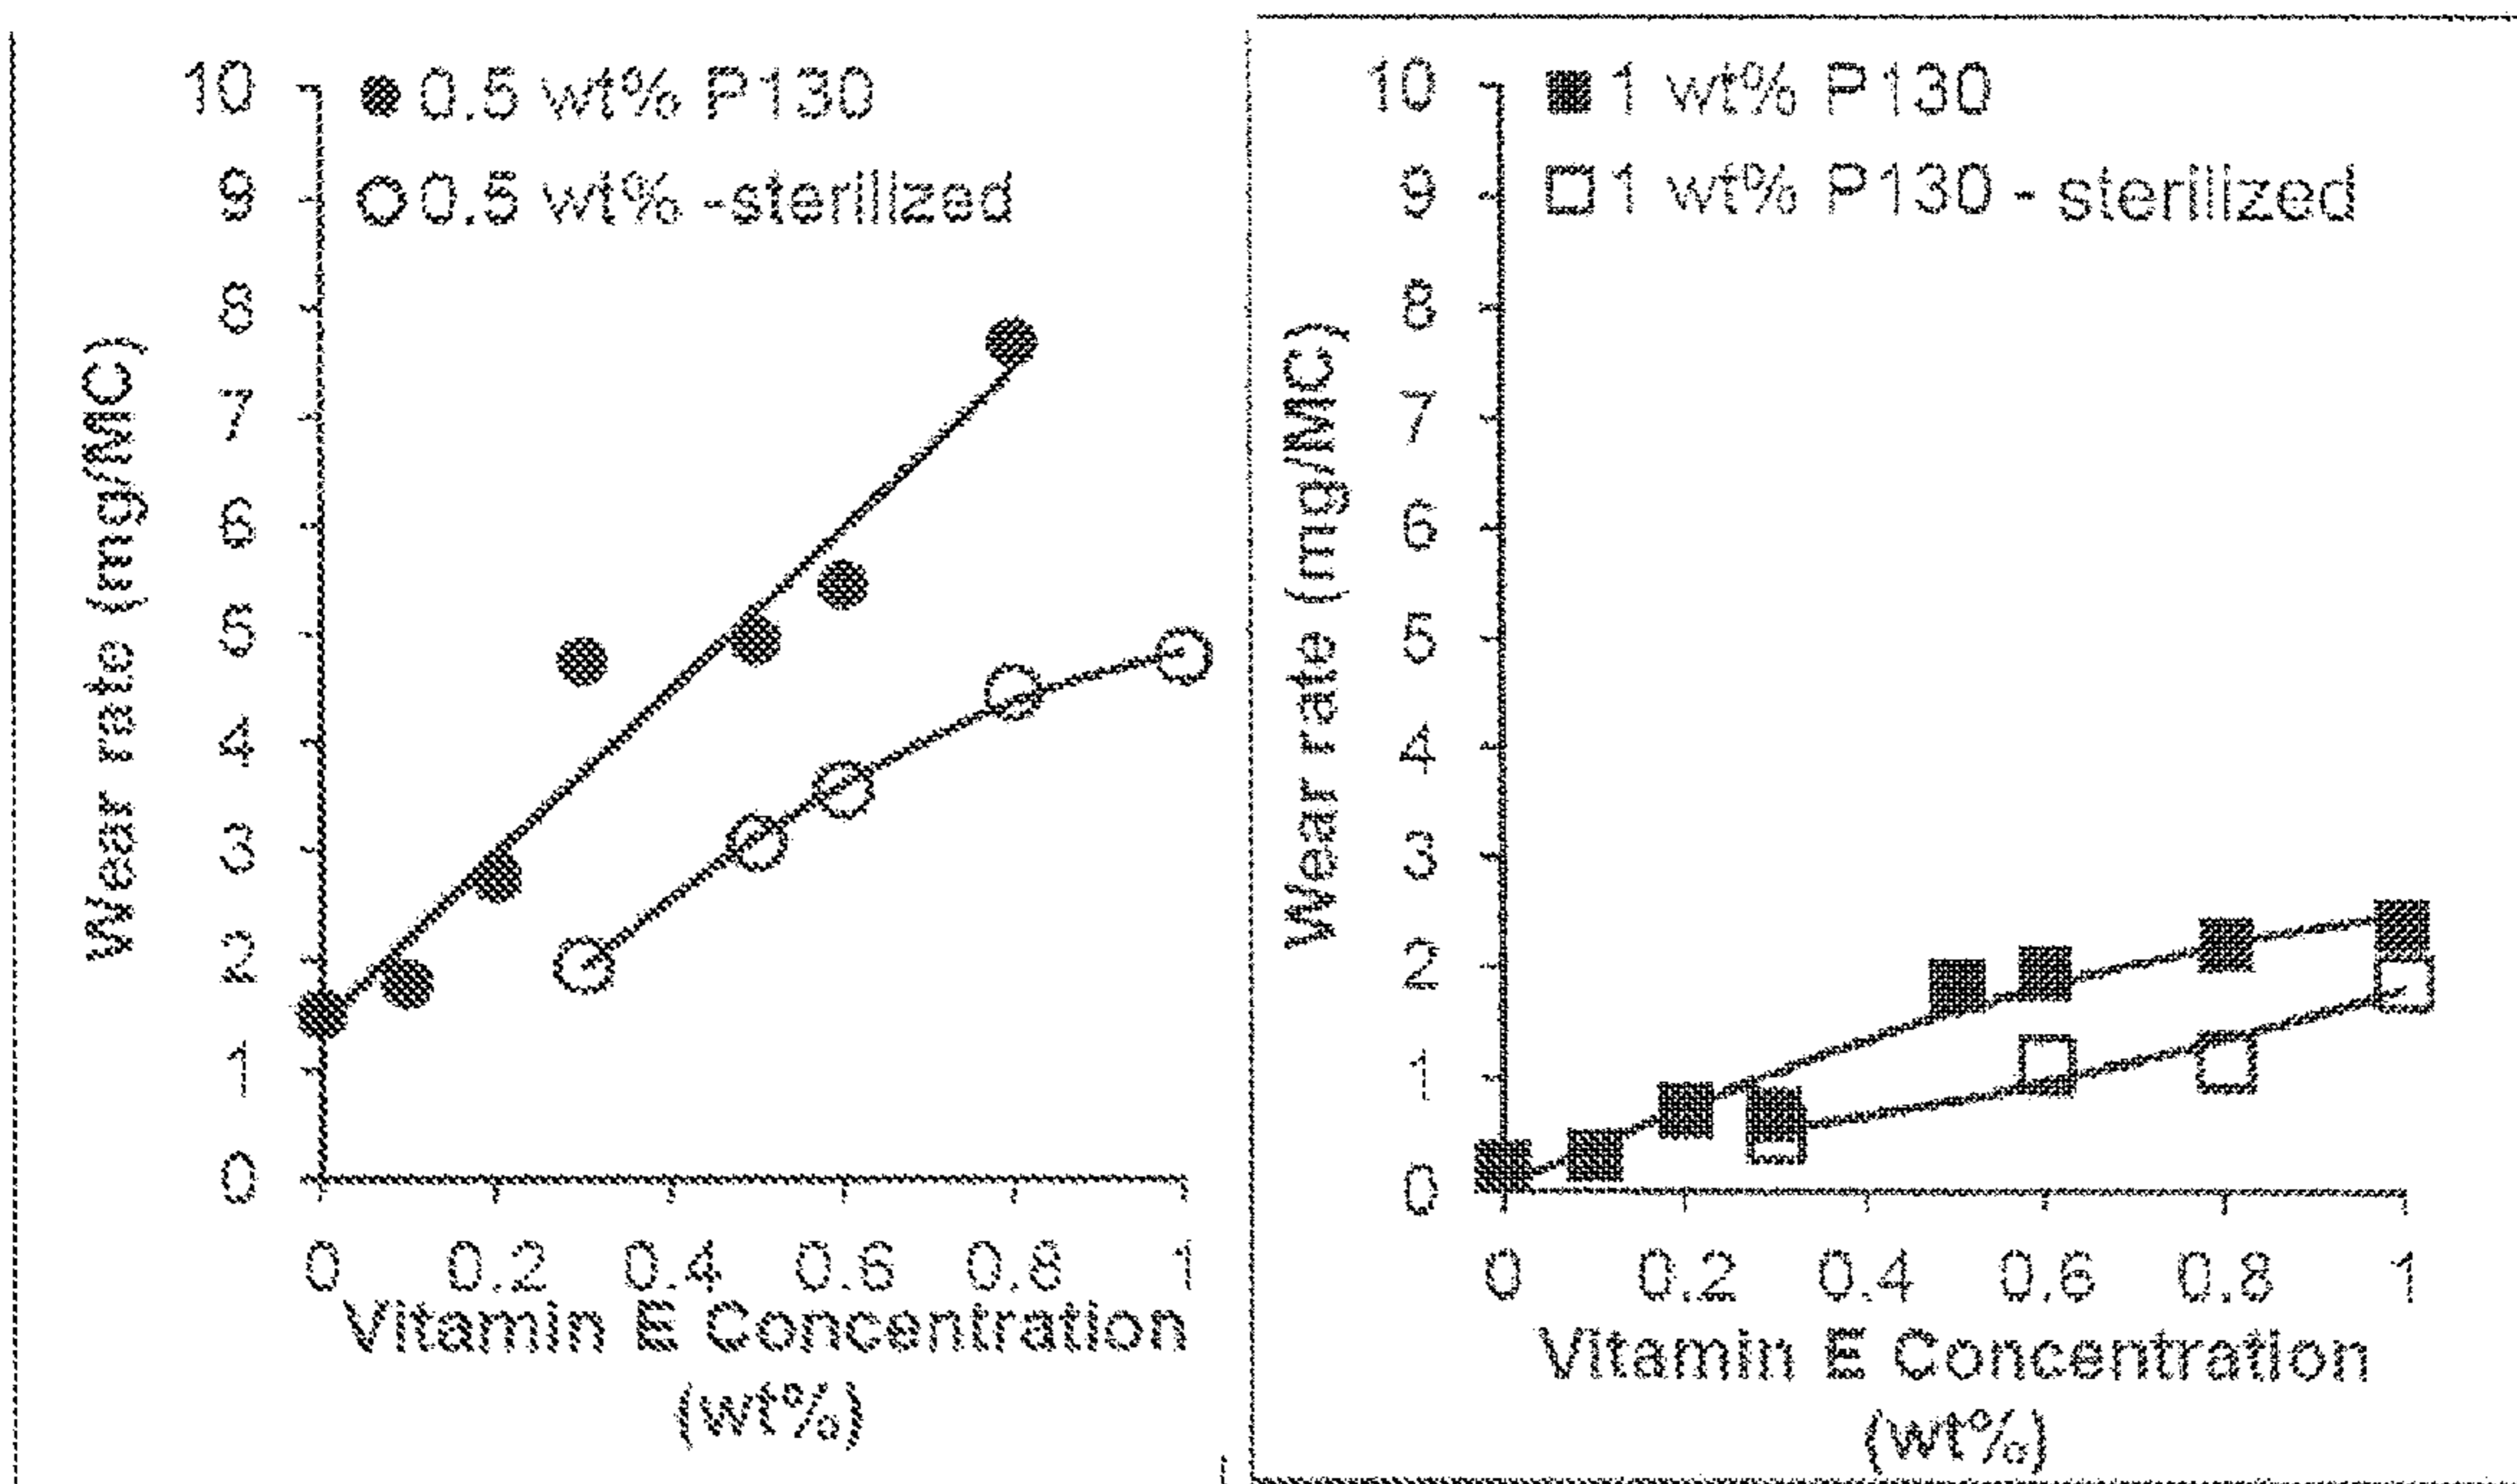 10
9
8
7
6
5
4
3
2
1
0
Wear rate (mg/MC)
0.5 wt% P130
0.5 wt% -sterilized
0 0.2 0.4 0.6 0.8 1
Vitamin E Concentration
(wt%)
10
9
8
7
6
5
4
3
2
1
0
Wear rate (mg/MC)
1 wt% P130
1 wt% P130 - sterilized
0 0.2 0.4 0.6 0.8 1
Vitamin E Concentration
(wt%)